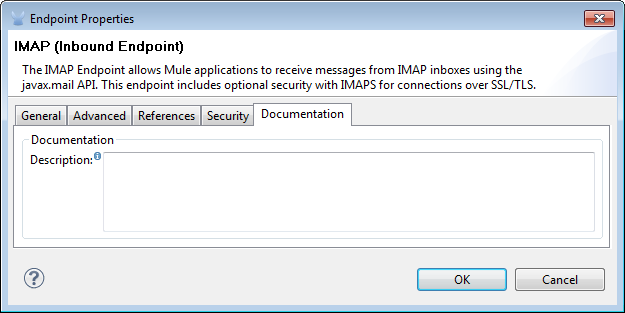 Endpoint Properties
IMAP (Inbound Endpoint)
The IMAP Endpoint allows Mule applications to receive messages from IMAP inboxes using the
javax.mail API. This endpoint includes optional security with IMAPS for connections over SSL/TLS.
General Advanced References Security Documentation
Documentation
Description:
OK Cancel